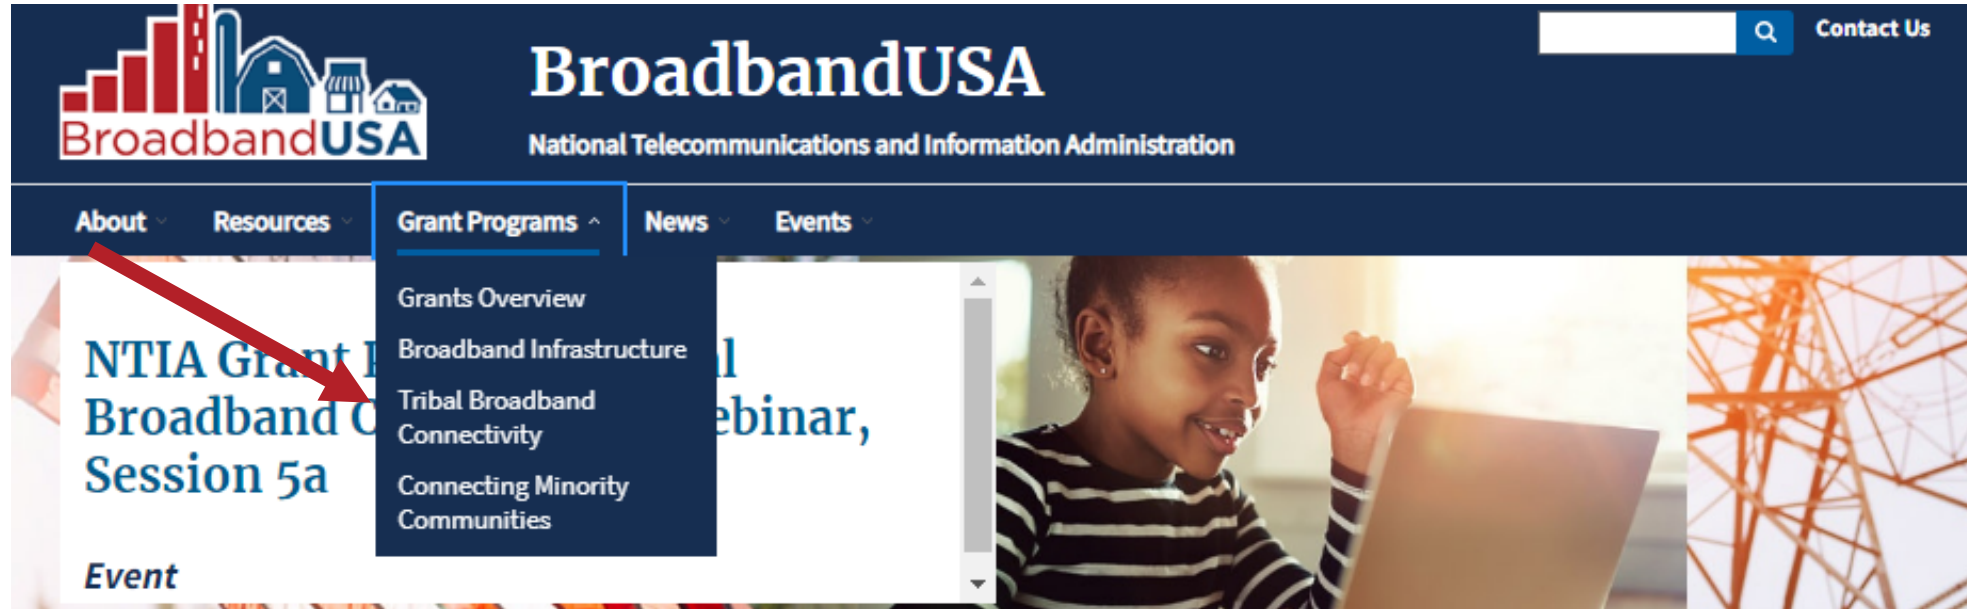 BroadbandUSA
BroadbandUSA
National Telecommunications and Information Administration
Contact Us
About
Resources
Grant Programs
News
Events
Grants Overview
Broadband Infrastructure
Tribal Broadband
Connectivity
Connecting Minority
Communities
NTIA Grant
Broadband ebinar,
Session 5a
Event